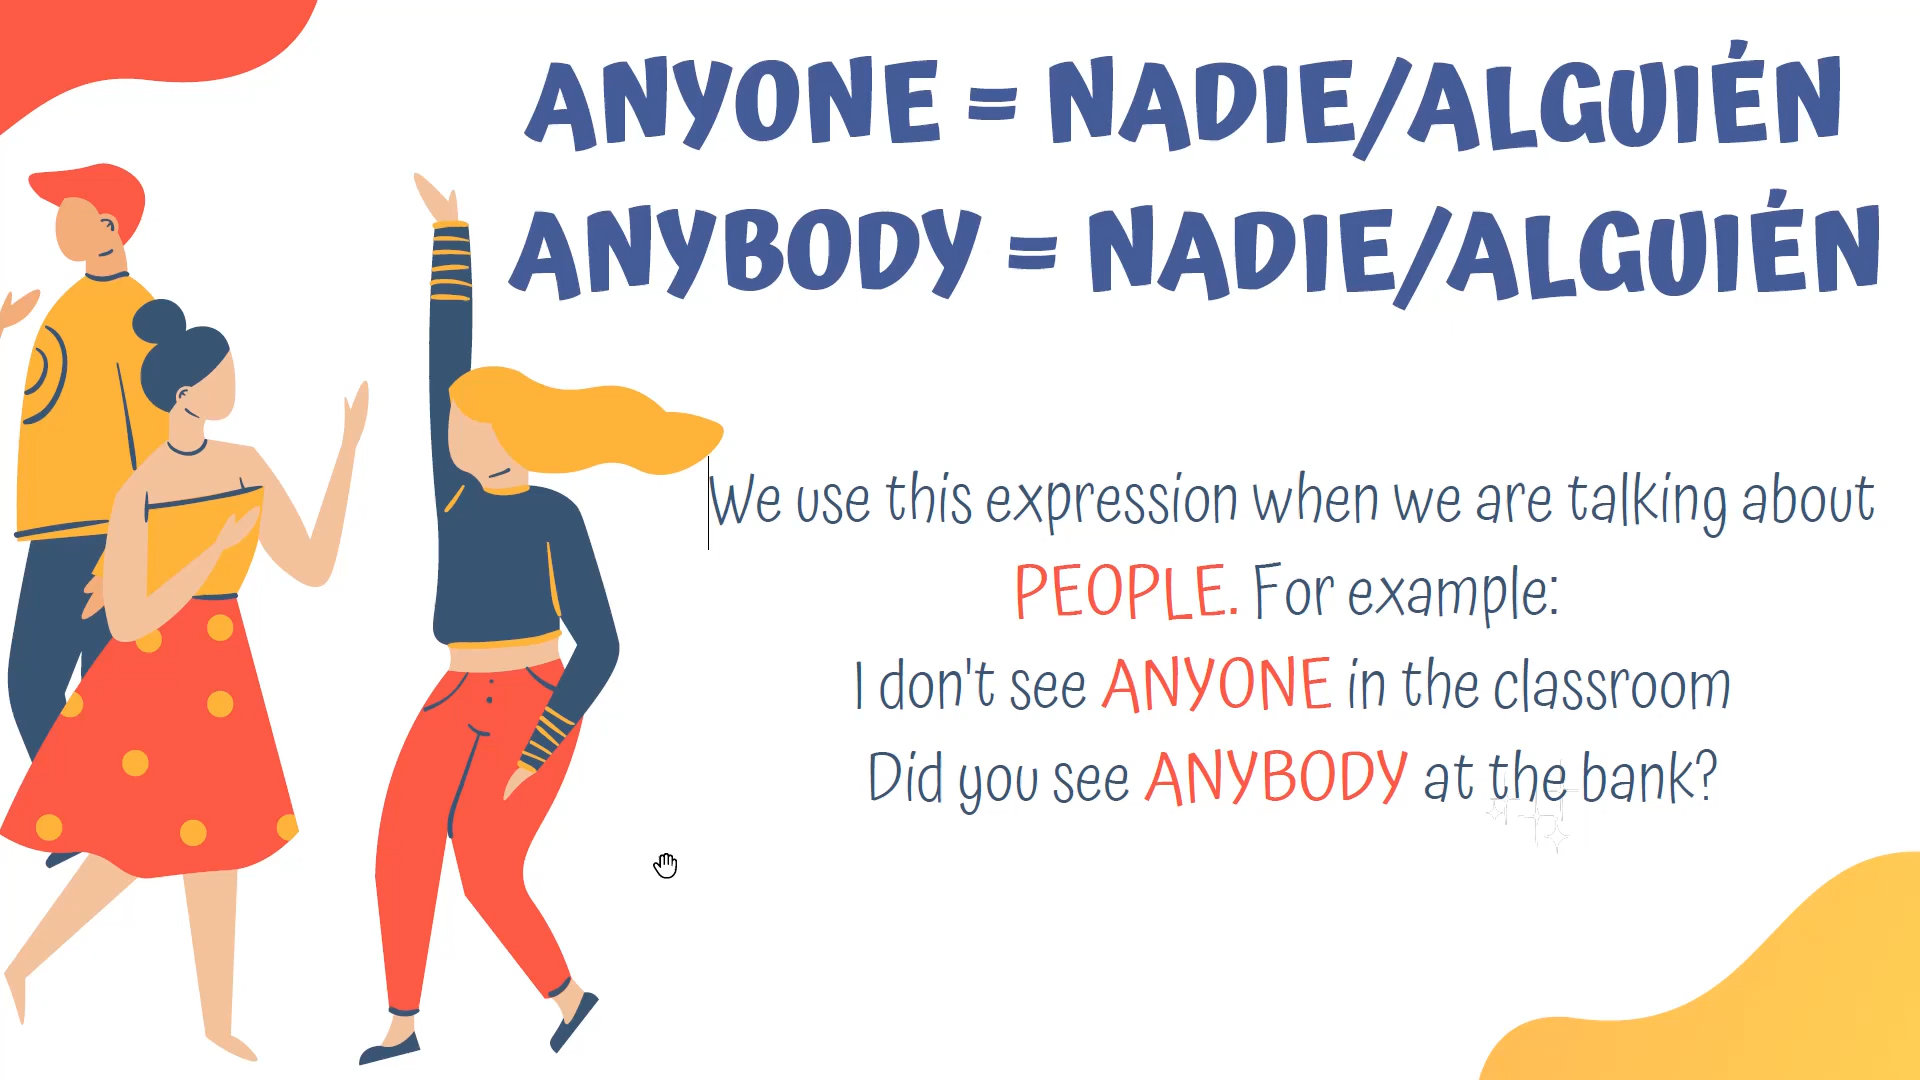 ANYONE = NADIE/ALGUIÉN
ANYBODY = NADIE/ALGUIÉN
We use this expression when we are talking about
PEOPLE. For example:
I don't see ANYONE in the classroom
Did you see ANYBODY at the bank?